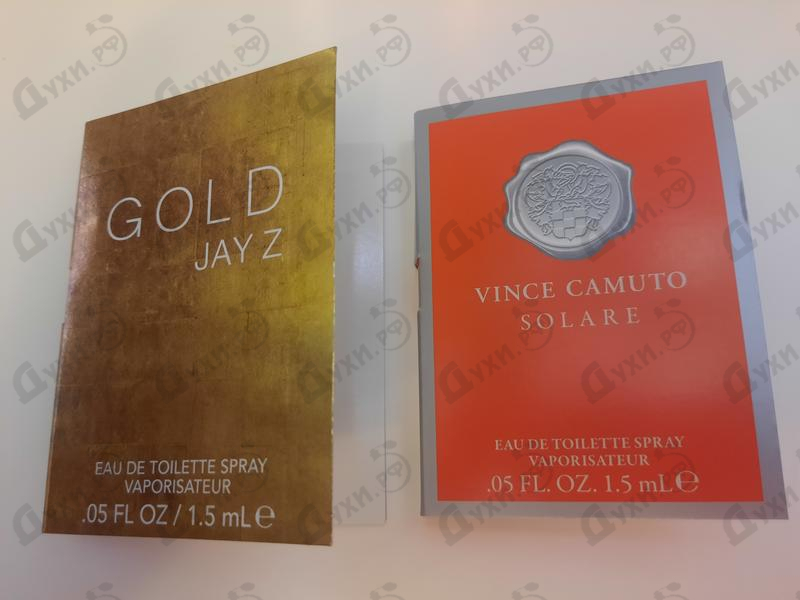 GOLD
JAY Z
EAU DE TOILETTE SPRAY
VAPORISATEUR
.05 FL OZ / 1.5 mL ℮
VINCE CAMUTO
SOLARE
EAU DE TOILETTE SPRAY
VAPORISATEUR
.05 FL. OZ. 1.5 mL ℮
Духи.РФ